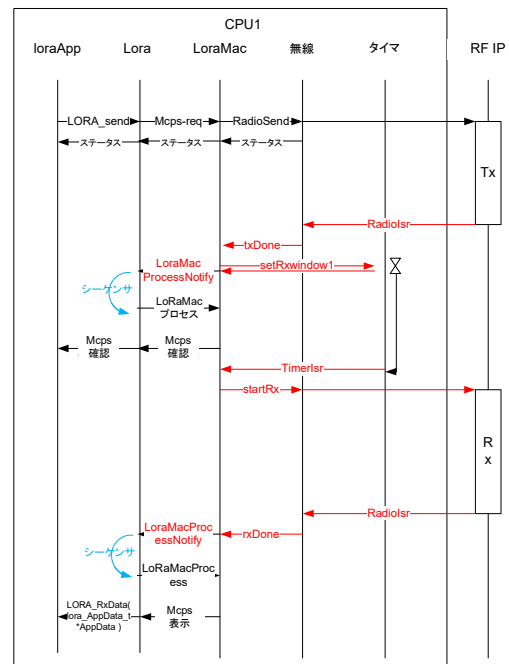 CPU1
loraApp
Lora
LoraMac
無線
タイマ
RF IP
LORA_send
Mcps-req
RadioSend
ステータス
ステータス
ステータス
Tx
RadioIsr
txDone
LoraMac
ProcessNotify
setRxwindow1
シーケンサ
LoRaMac
プロセス
Mcps
確認
Mcps
確認
TimerIsr
startRx
R
x
RadioIsr
LoraMacProc
essNotify
rxDone
シーケンサ
LoRaMacProc
ess
LORA_RxData(
lora_AppData_t
*AppData )
Mcps
表示